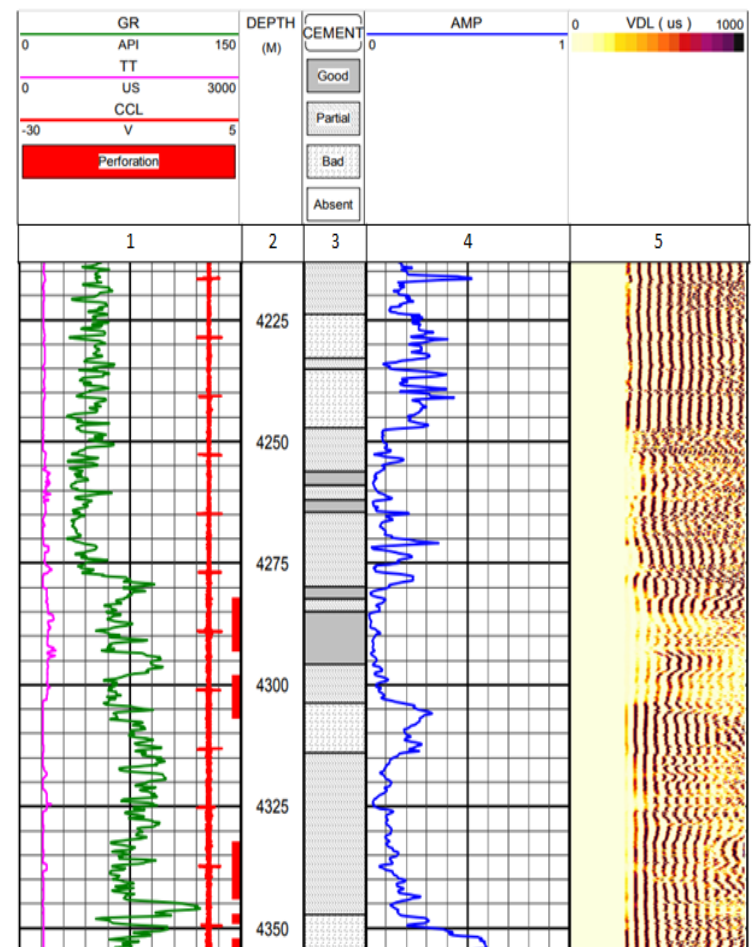 GR
0 API 150
TT
0 US 3000
CCL
-30 V 5
Perforation
DEPTH
(M)
CEMENT
Good
Partial
Bad
Absent
AMP
0 1
0 VDL ( us ) 1000
1 2 3 4 5
4225
4250
4275
4300
4325
4350